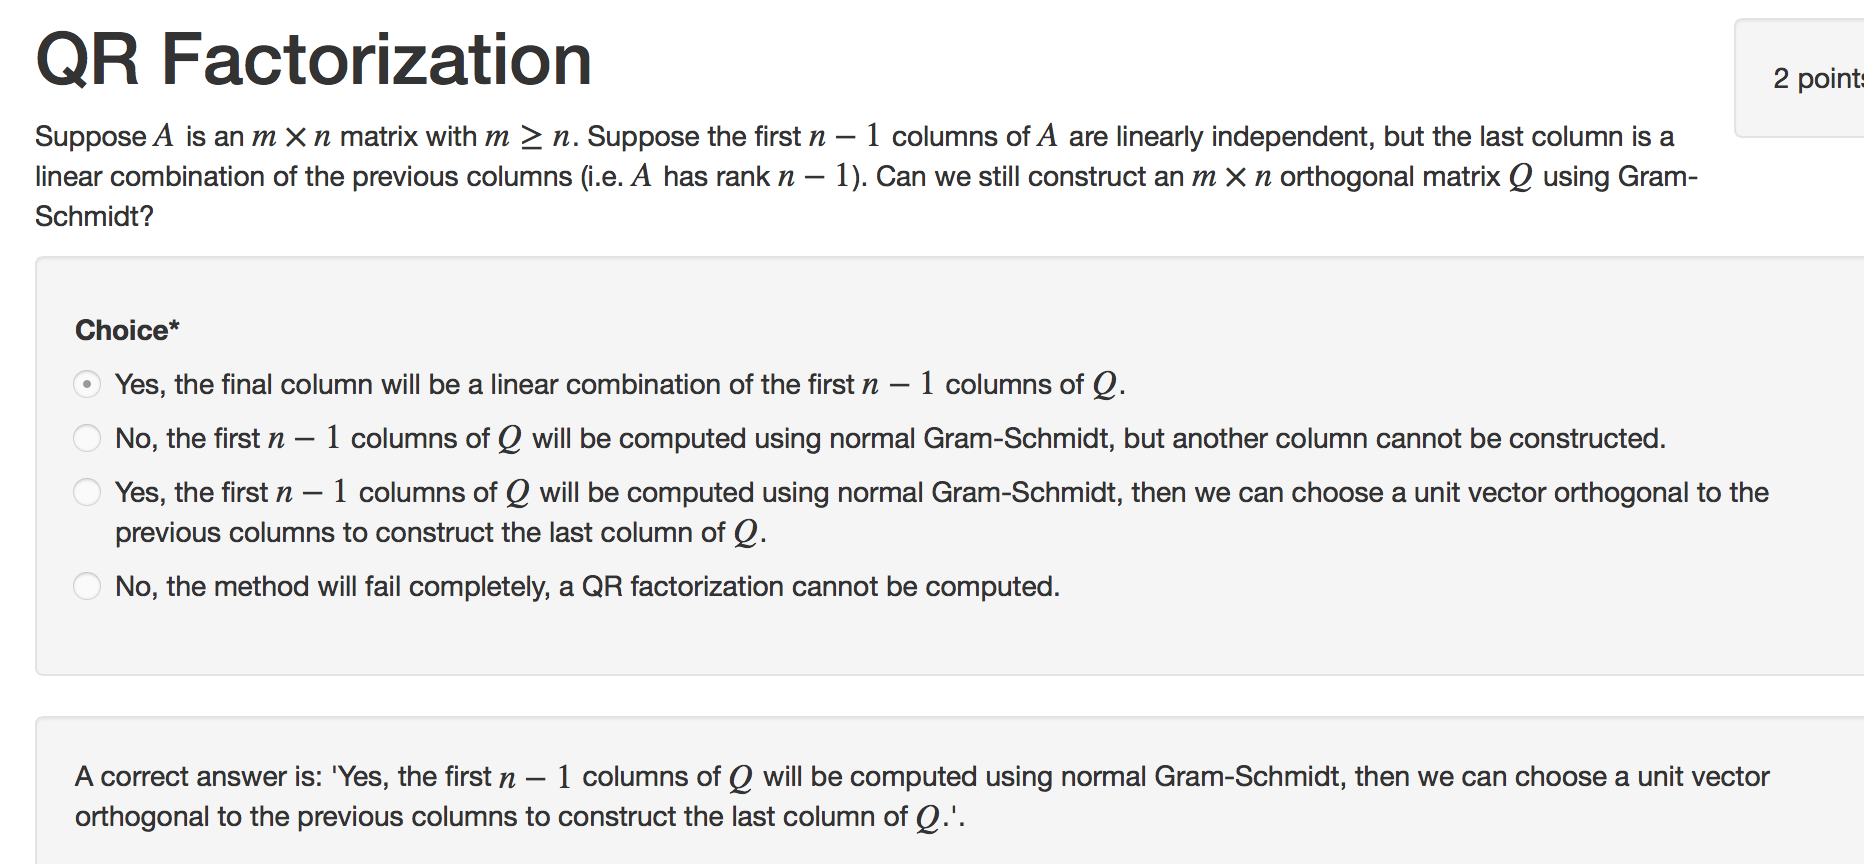 QR Factorization
2 points
Suppose A is an m × n matrix with m ≥ n. Suppose the first n − 1 columns of A are linearly independent, but the last column is a
linear combination of the previous columns (i.e. A has rank n − 1). Can we still construct an m × n orthogonal matrix Q using Gram-
Schmidt?
Choice*
Yes, the final column will be a linear combination of the first n − 1 columns of Q.
No, the first n − 1 columns of Q will be computed using normal Gram-Schmidt, but another column cannot be constructed.
Yes, the first n − 1 columns of Q will be computed using normal Gram-Schmidt, then we can choose a unit vector orthogonal to the
previous columns to construct the last column of Q.
No, the method will fail completely, a QR factorization cannot be computed.
A correct answer is: 'Yes, the first n − 1 columns of Q will be computed using normal Gram-Schmidt, then we can choose a unit vector
orthogonal to the previous columns to construct the last column of Q.'.